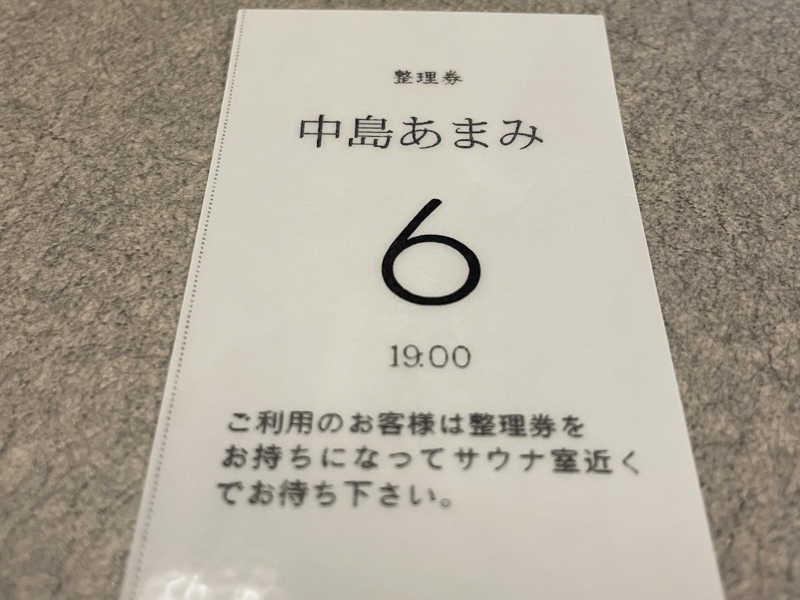 整理券
中島あまみ
6
19:00
ご利用のお客様は整理券を
お持ちになってサウナ室近く
でお待ち下さい。